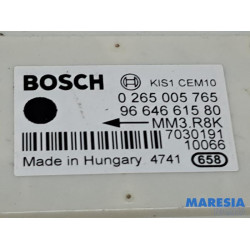 BOSCH KIS1 CEM10
0 265 005 765
96 646 615 80
MM3.R8K
7030191
10066
Made in Hungary 4741 658
MARESIA